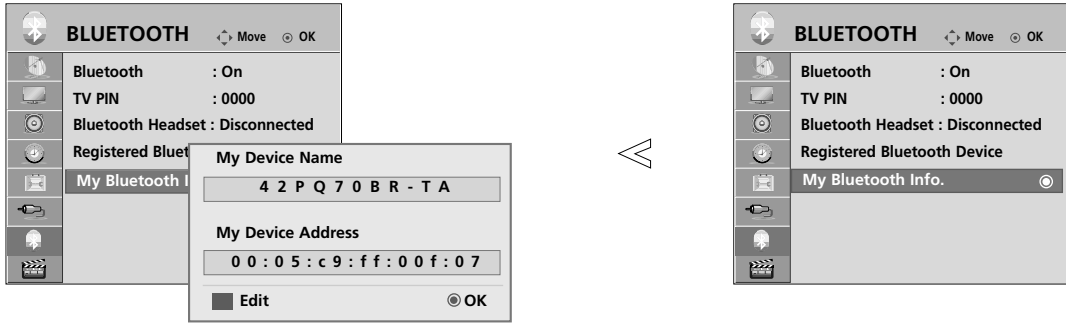 BLUETOOTH Move OK
Bluetooth : On
TV PIN : 0000
Bluetooth Headset : Disconnected
Registered Bluet
My Bluetooth I
My Device Name
42PQ70BR-TA
My Device Address
00:05:c9:ff:00f:07
Edit OK
BLUETOOTH Move OK
Bluetooth : On
TV PIN : 0000
Bluetooth Headset : Disconnected
Registered Bluetooth Device
My Bluetooth Info.